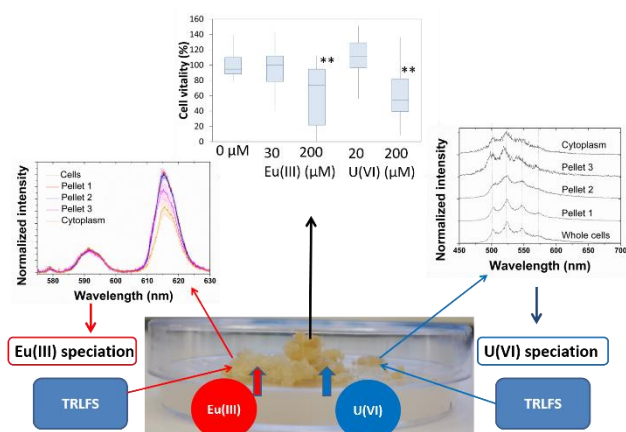 Cell vitality (%)
160
140
120
100
80
60
40
20
0
**
**
0 µM
30
200
20
200
Eu(III) (µM)
U(VI) (µM)
Normalized intensity
Cells
Pellet 1
Pellet 2
Pellet 3
Cytoplasm
580
590
600
610
620
630
Wavelength (nm)
Normalized intensity
Cytoplasm
Pellet 3
Pellet 2
Pellet 1
Whole cells
450
500
550
600
650
700
Wavelength (nm)
Eu(III) speciation
U(VI) speciation
TRLFS
Eu(III)
U(VI)
TRLFS